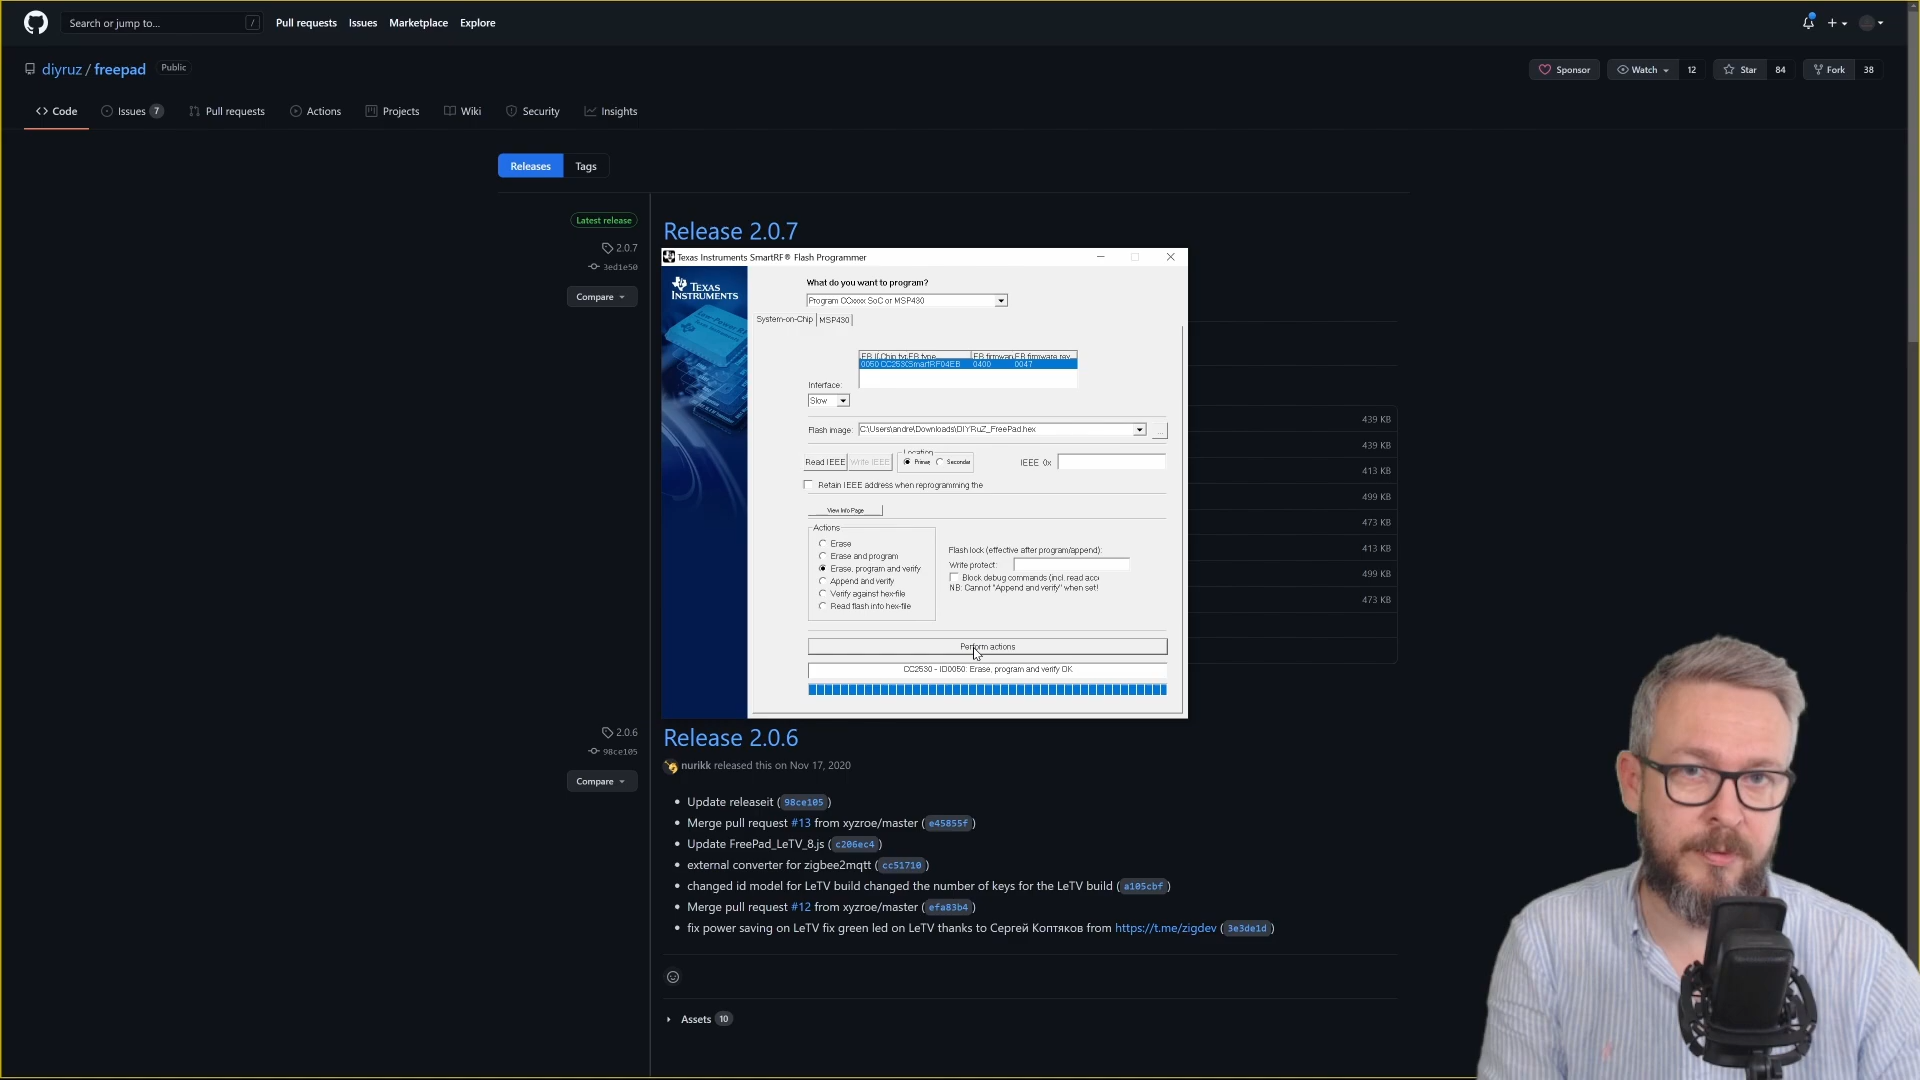 Search or jump to...
/
Pull requests
Issues
Marketplace
Explore
diyruz / freepad
Public
Sponsor
Watch
12
Star
84
Fork
38
Code
Issues 7
Pull requests
Actions
Projects
Wiki
Security
Insights
Releases
Tags
Latest release
2.0.7
3ed1e50
Compare
Release 2.0.7
Texas Instruments SmartRF® Flash Programmer
TEXAS
INSTRUMENTS
What do you want to program?
Program CCxxxx SoC or MSP430
System-on-Chip
MSP430
EB type
0400
0047
Interface:
Slow
Flash image:
C:\Users\andre\Downloads\DIYRuZ_FreePad.hex
...
Read IEEE
Write IEEE
Location
IEEE 0x
Retain IEEE address when reprogramming the
View Info Page
Actions
Erase
Erase and program
Erase, program and verify
Append and verify
Verify against hex-file
Read flash into hex-file
Flash lock (effective after program/append):
Write protect:
Block debug commands (incl. read acc
NB: Cannot "Append and verify" when set!
Perform actions
CC2530 - ID0050: Erase, program and verify OK
439 KB
439 KB
413 KB
499 KB
473 KB
413 KB
499 KB
473 KB
2.0.6
98ce105
Compare
Release 2.0.6
nurikk released this on Nov 17, 2020
Update releaseit (98ce105)
Merge pull request #13 from xyzroe/master (e45855f)
Update FreePad_LeTV_8.js (c206ec4)
external converter for zigbee2mqtt (cc51710)
changed id model for LeTV build changed the number of keys for the LeTV build (a105cbf)
Merge pull request #12 from xyzroe/master (efa83b4)
fix power saving on LeTV fix green led on LeTV thanks to Сергей Коптяков from https://t.me/zigdev (3e3de1d)
Assets 10